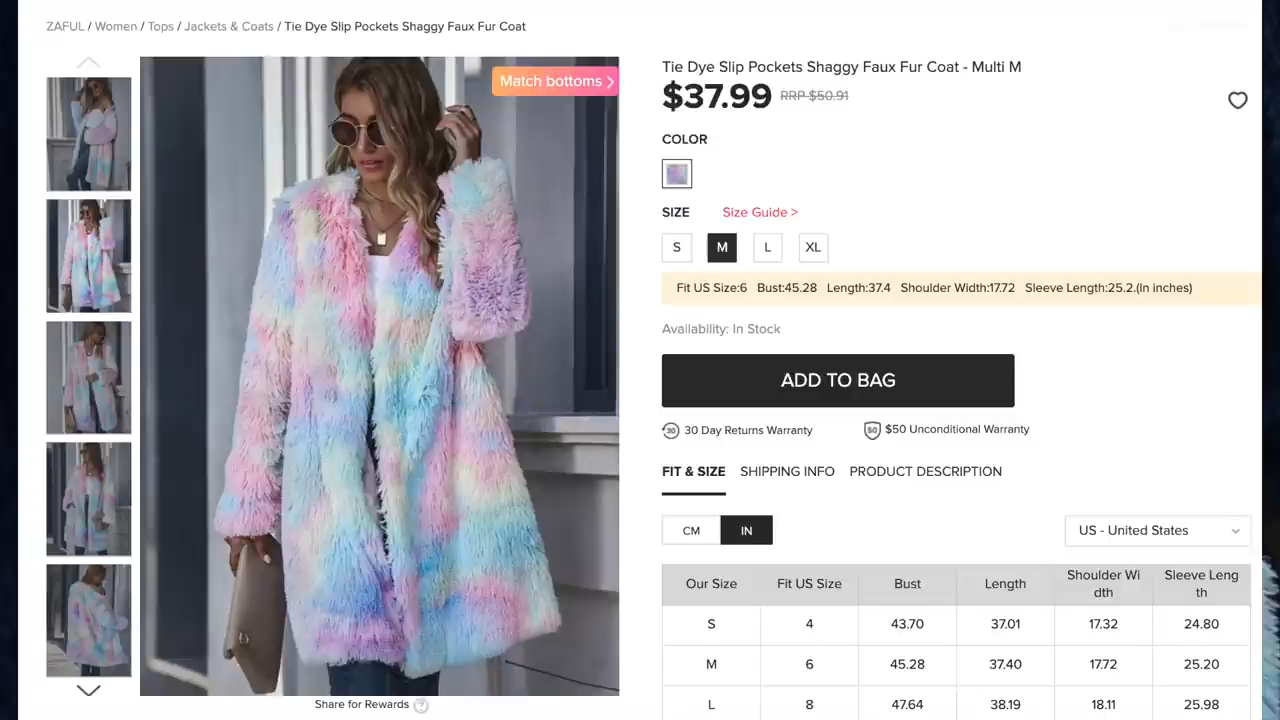 ZAFUL / Women / Tops / Jackets & Coats / Tie Dye Slip Pockets Shaggy Faux Fur Coat
Match bottoms >
Share for Rewards ?
Tie Dye Slip Pockets Shaggy Faux Fur Coat - Multi M
$37.99 RRP $50.91
COLOR
SIZE Size Guide >
S M L XL
Fit US Size:6 Bust:45.28 Length:37.4 Shoulder Width:17.72 Sleeve Length:25.2.(In inches)
Availability: In Stock
ADD TO BAG
30 30 Day Returns Warranty 50 $50 Unconditional Warranty
FIT & SIZE SHIPPING INFO PRODUCT DESCRIPTION
CM IN US - United States
Our Size Fit US Size Bust Length Shoulder Wi
dth Sleeve Leng
th
S 4 43.70 37.01 17.32 24.80
M 6 45.28 37.40 17.72 25.20
L 8 47.64 38.19 18.11 25.98